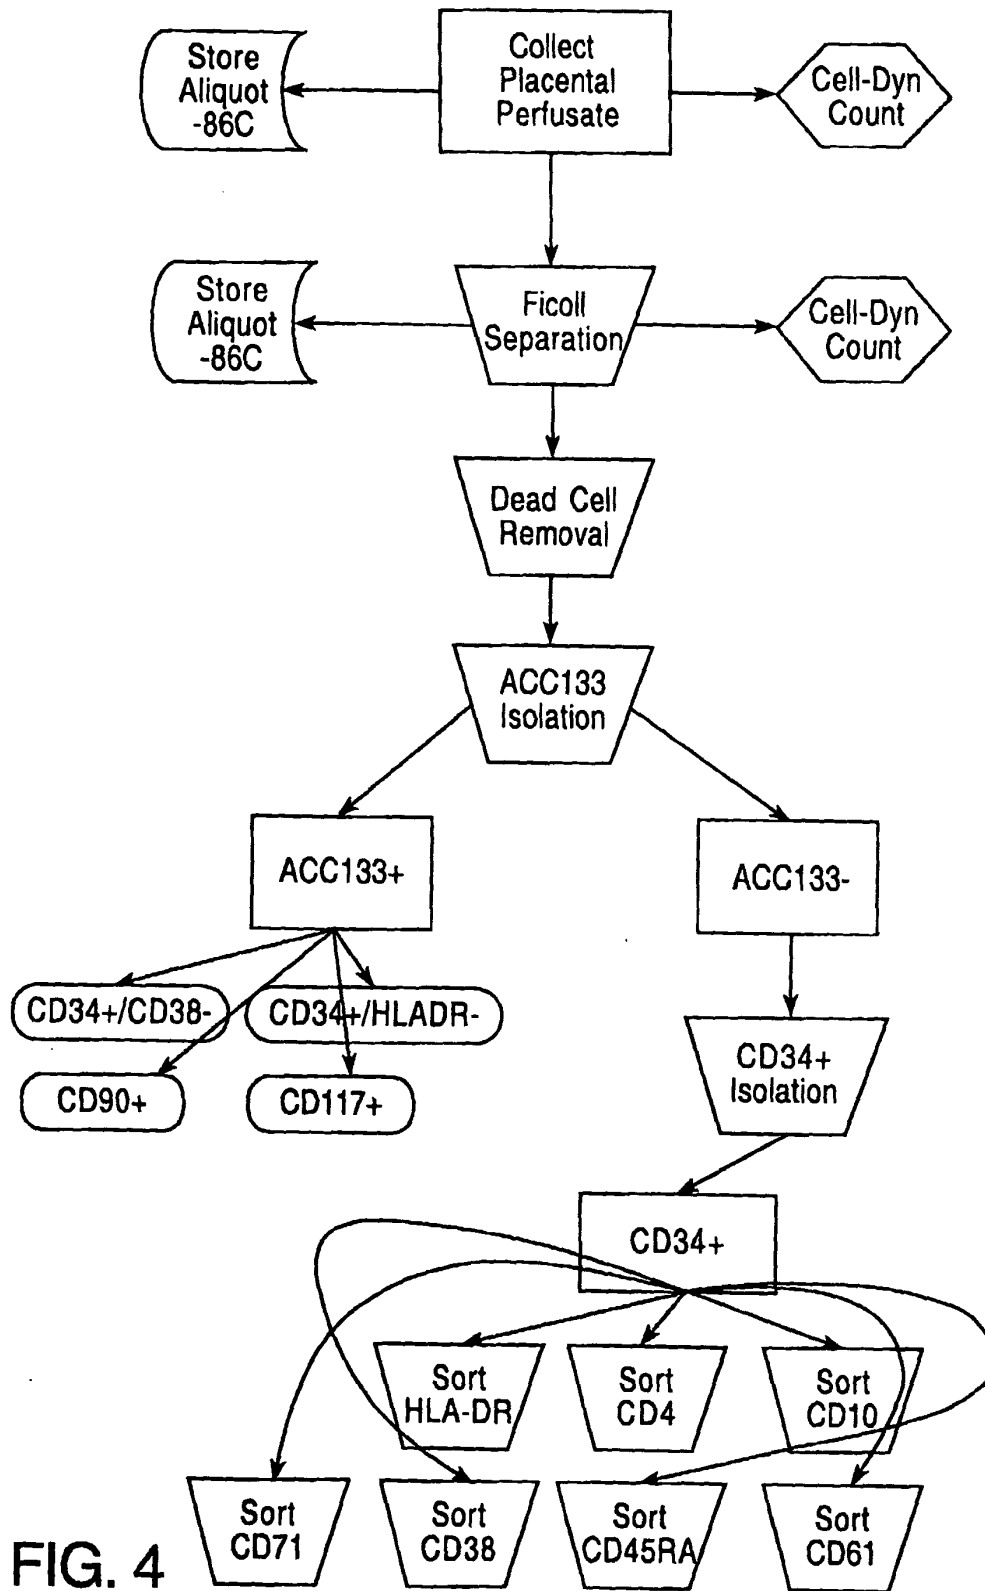 Store
Aliquot
-86C
Collect
Placental
Perfusate
Cell-Dyn
Count
Store
Aliquot
-86C
Ficoll
Separation
Cell-Dyn
Count
Dead Cell
Removal
ACC133
Isolation
ACC133+
ACC133-
CD34+/CD38-
CD34+/HLADR-
CD90+
CD117+
CD34+
Isolation
CD34+
Sort
HLA-DR
Sort
CD4
Sort
CD10
Sort
CD71
Sort
CD38
Sort
CD45RA
Sort
CD61
FIG. 4